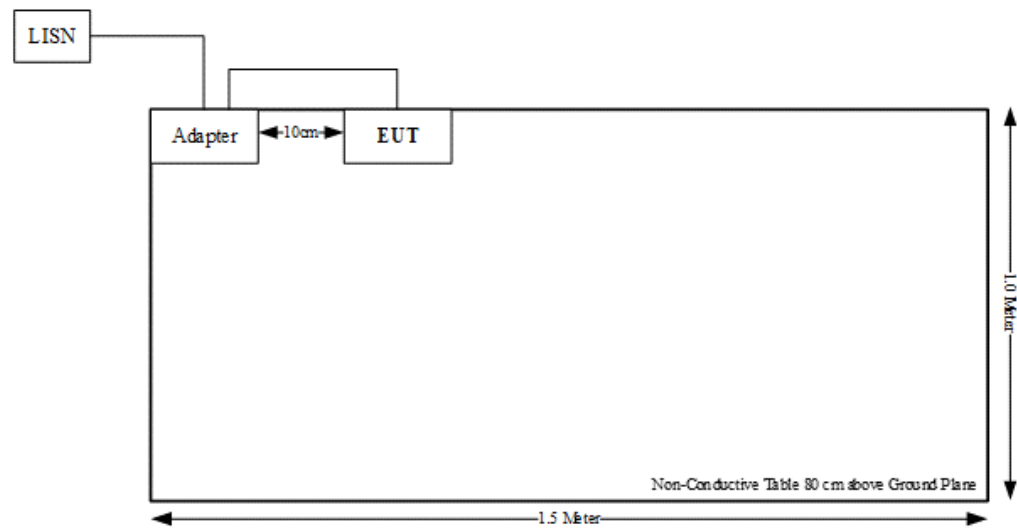 LISN
Adapter
10cm
EUT
1.0 Meter
Non-Conductive Table 80 cm above Ground Plane
1.5 Meter